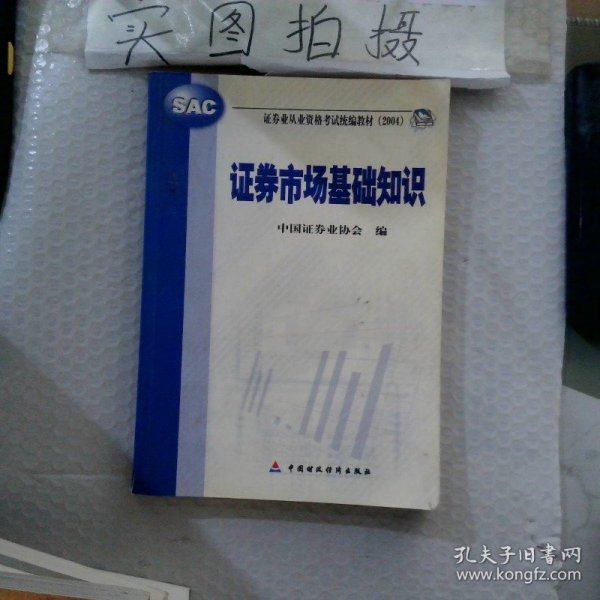 实图拍摄
SAC
证券业从业资格考试统编教材(2004)
证券市场基础知识
中国证券业协会 编
中国财政经济出版社
孔夫子旧书网
www.kongfz.com